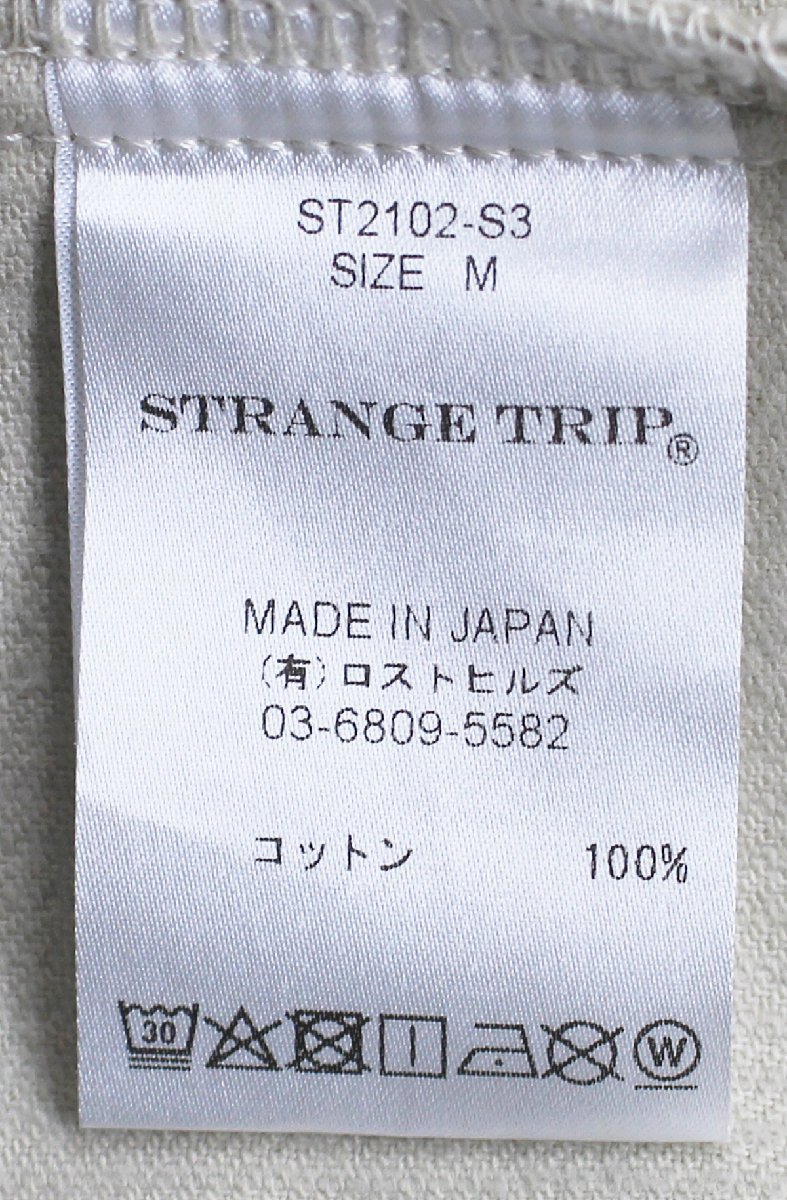 ST2102-S3
SIZE M
STRANGE TRIP®
MADE IN JAPAN
(有)ロストヒルズ
03-6809-5582
コットン 100%
30 W